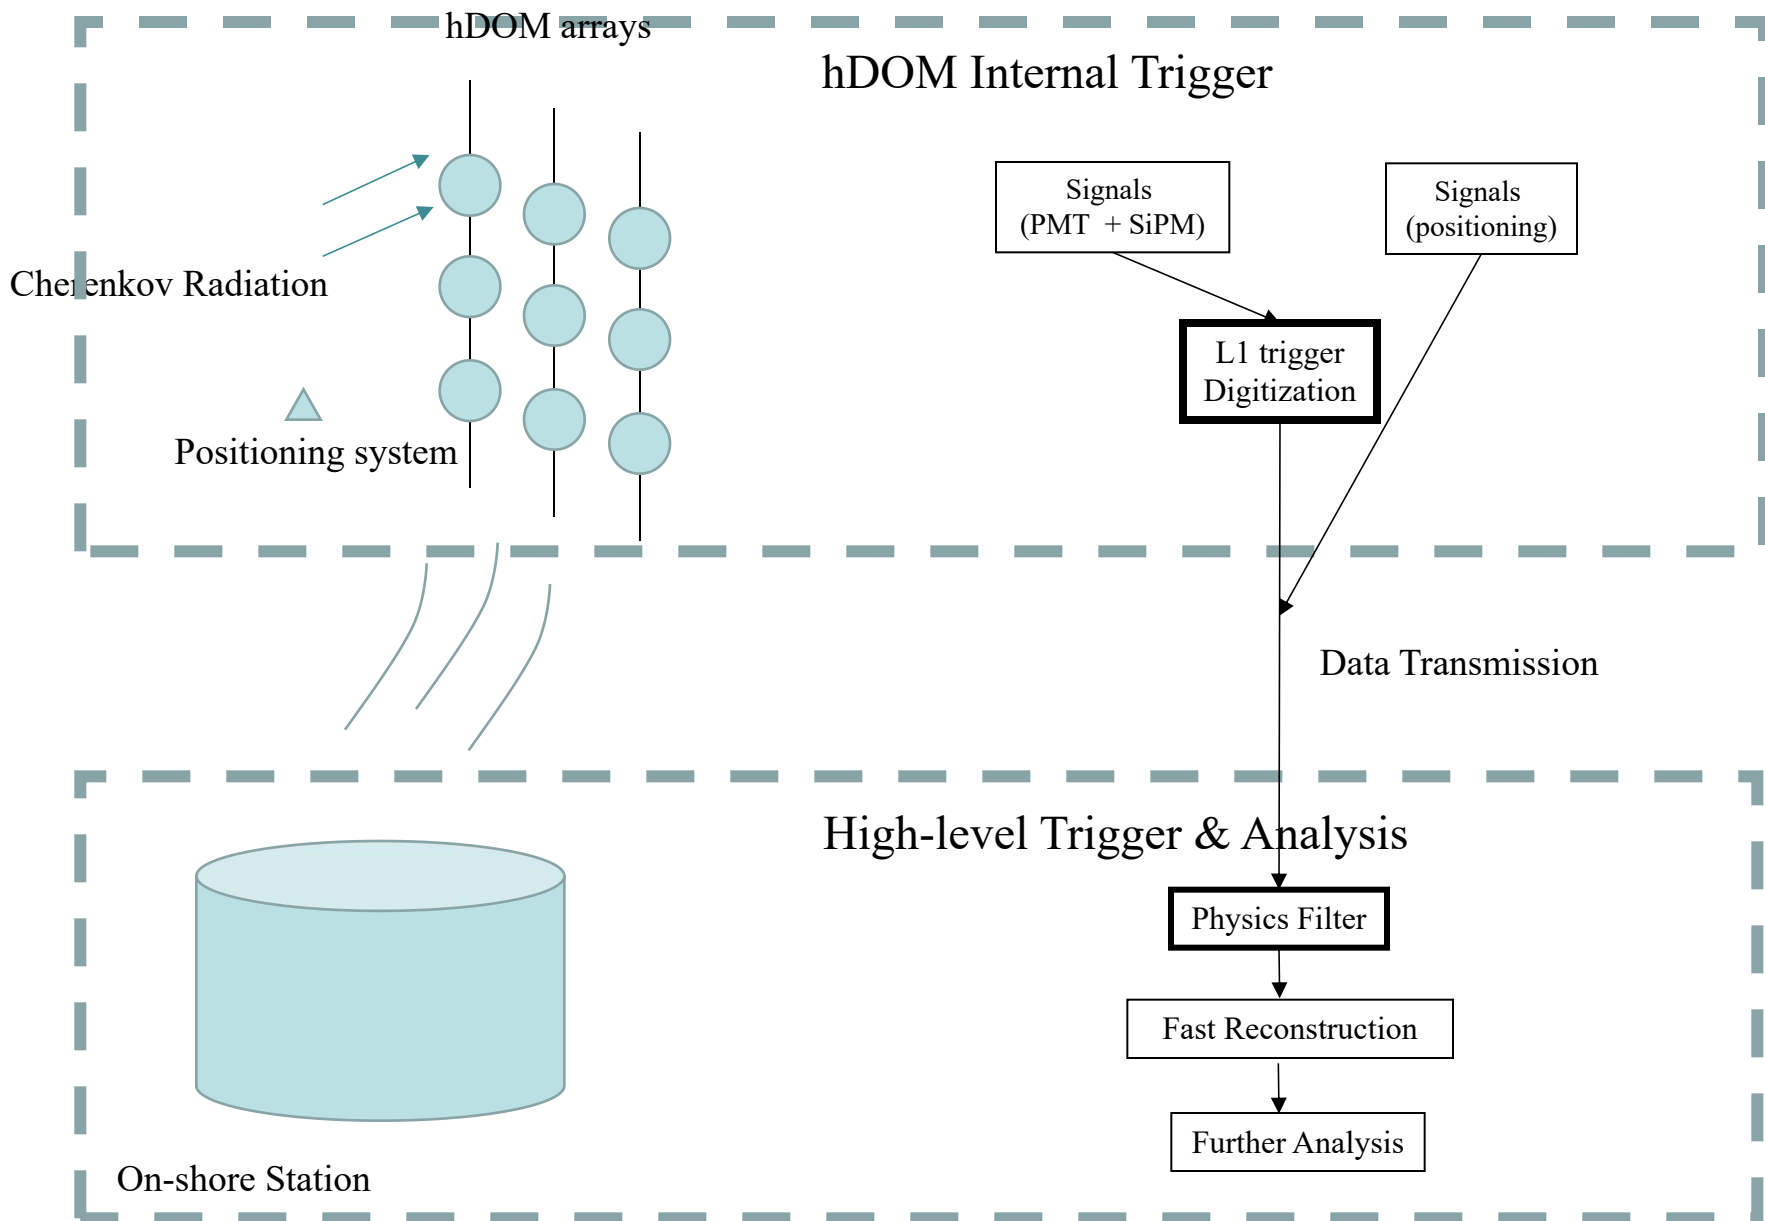 hDOM arrays
hDOM Internal Trigger
Signals
(PMT + SiPM)
Signals
(positioning)
Cherenkov Radiation
L1 trigger
Digitization
Positioning system
Data Transmission
High-level Trigger & Analysis
Physics Filter
Fast Reconstruction
Further Analysis
On-shore Station